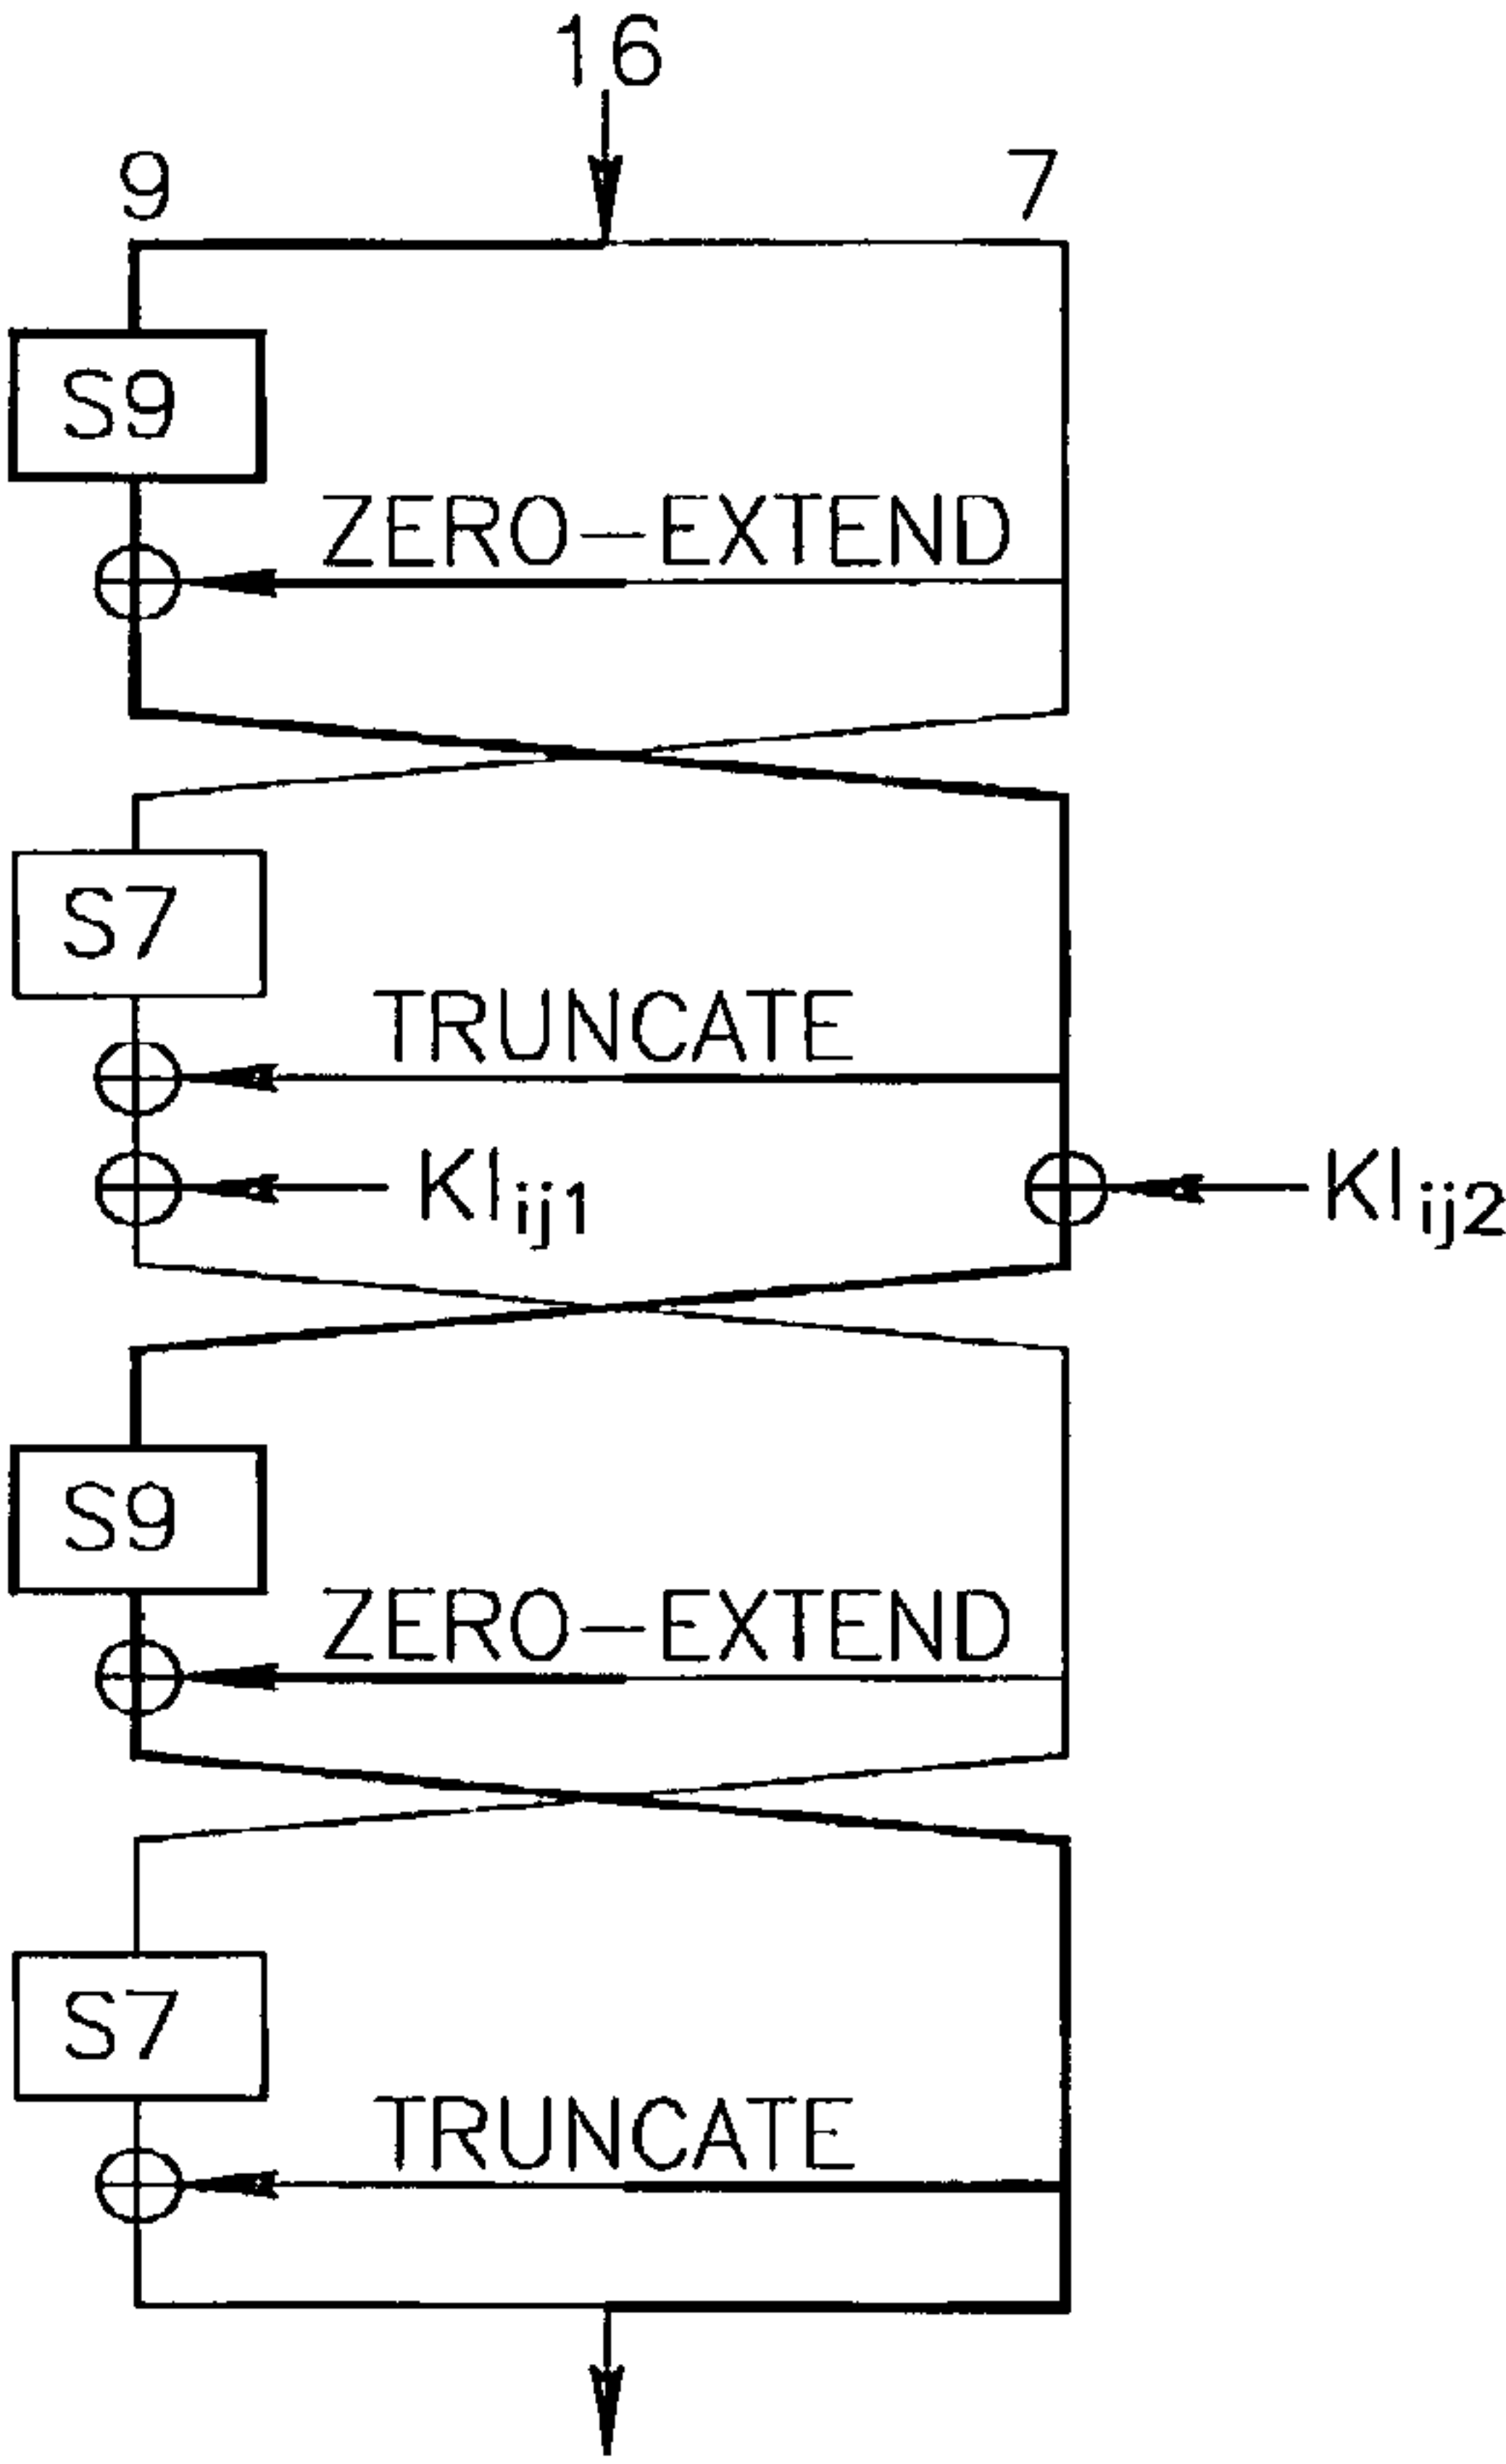 16
9 7
S9
ZERO-EXTEND
S7
TRUNCATE
KIij1 KIij2
S9
ZERO-EXTEND
S7
TRUNCATE